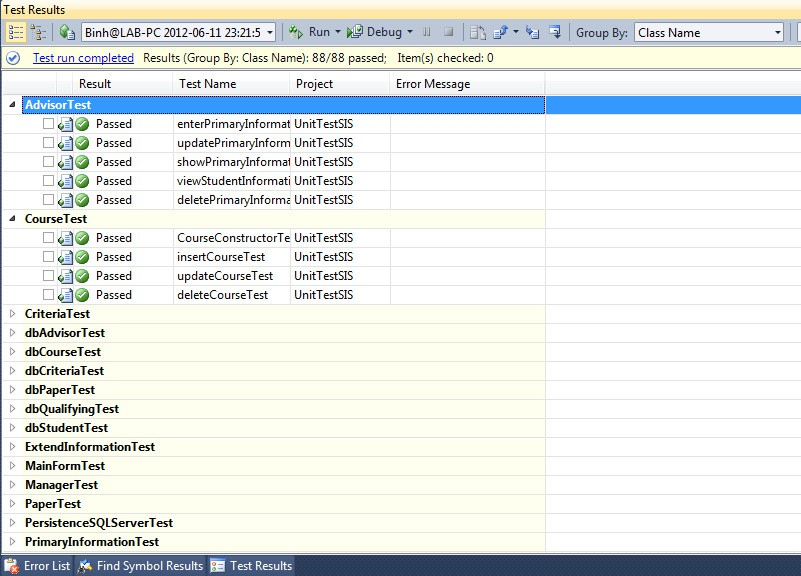 Test Results
Binh@LAB-PC 2012-06-11 23:21:5 Run Debug Group By: Class Name
Test run completed Results (Group By: Class Name): 88/88 passed; Item(s) checked: 0
Result Test Name Project Error Message
AdvisorTest
Passed enterPrimaryInformat UnitTestSIS
Passed updatePrimaryInform UnitTestSIS
Passed showPrimaryInformat UnitTestSIS
Passed viewStudentInformati UnitTestSIS
Passed deletePrimaryInforma UnitTestSIS
CourseTest
Passed CourseConstructorTe UnitTestSIS
Passed insertCourseTest UnitTestSIS
Passed updateCourseTest UnitTestSIS
Passed deleteCourseTest UnitTestSIS
CriteriaTest
dbAdvisorTest
dbCourseTest
dbCriteriaTest
dbPaperTest
dbQualifyingTest
dbStudentTest
ExtendInformationTest
MainFormTest
ManagerTest
PaperTest
PersistenceSQLServerTest
PrimaryInformationTest
Error List Find Symbol Results Test Results